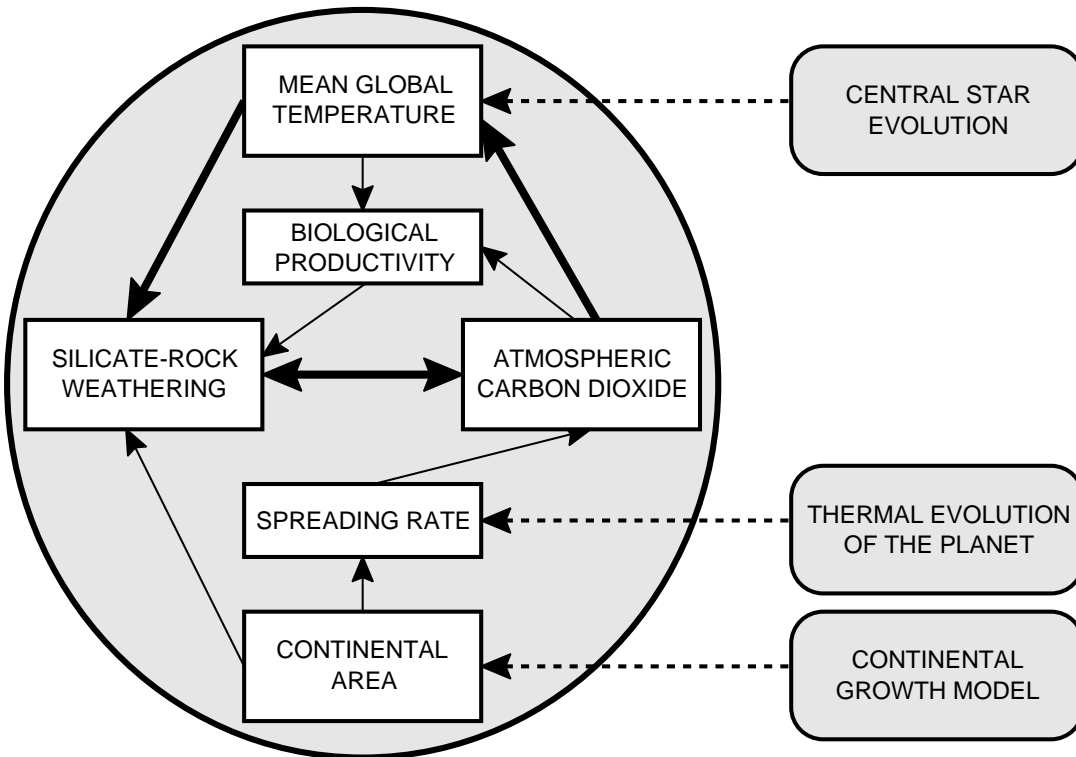 MEAN GLOBAL
TEMPERATURE
CENTRAL STAR
EVOLUTION
BIOLOGICAL
PRODUCTIVITY
SILICATE-ROCK
WEATHERING
ATMOSPHERIC
CARBON DIOXIDE
SPREADING RATE
THERMAL EVOLUTION
OF THE PLANET
CONTINENTAL
AREA
CONTINENTAL
GROWTH MODEL